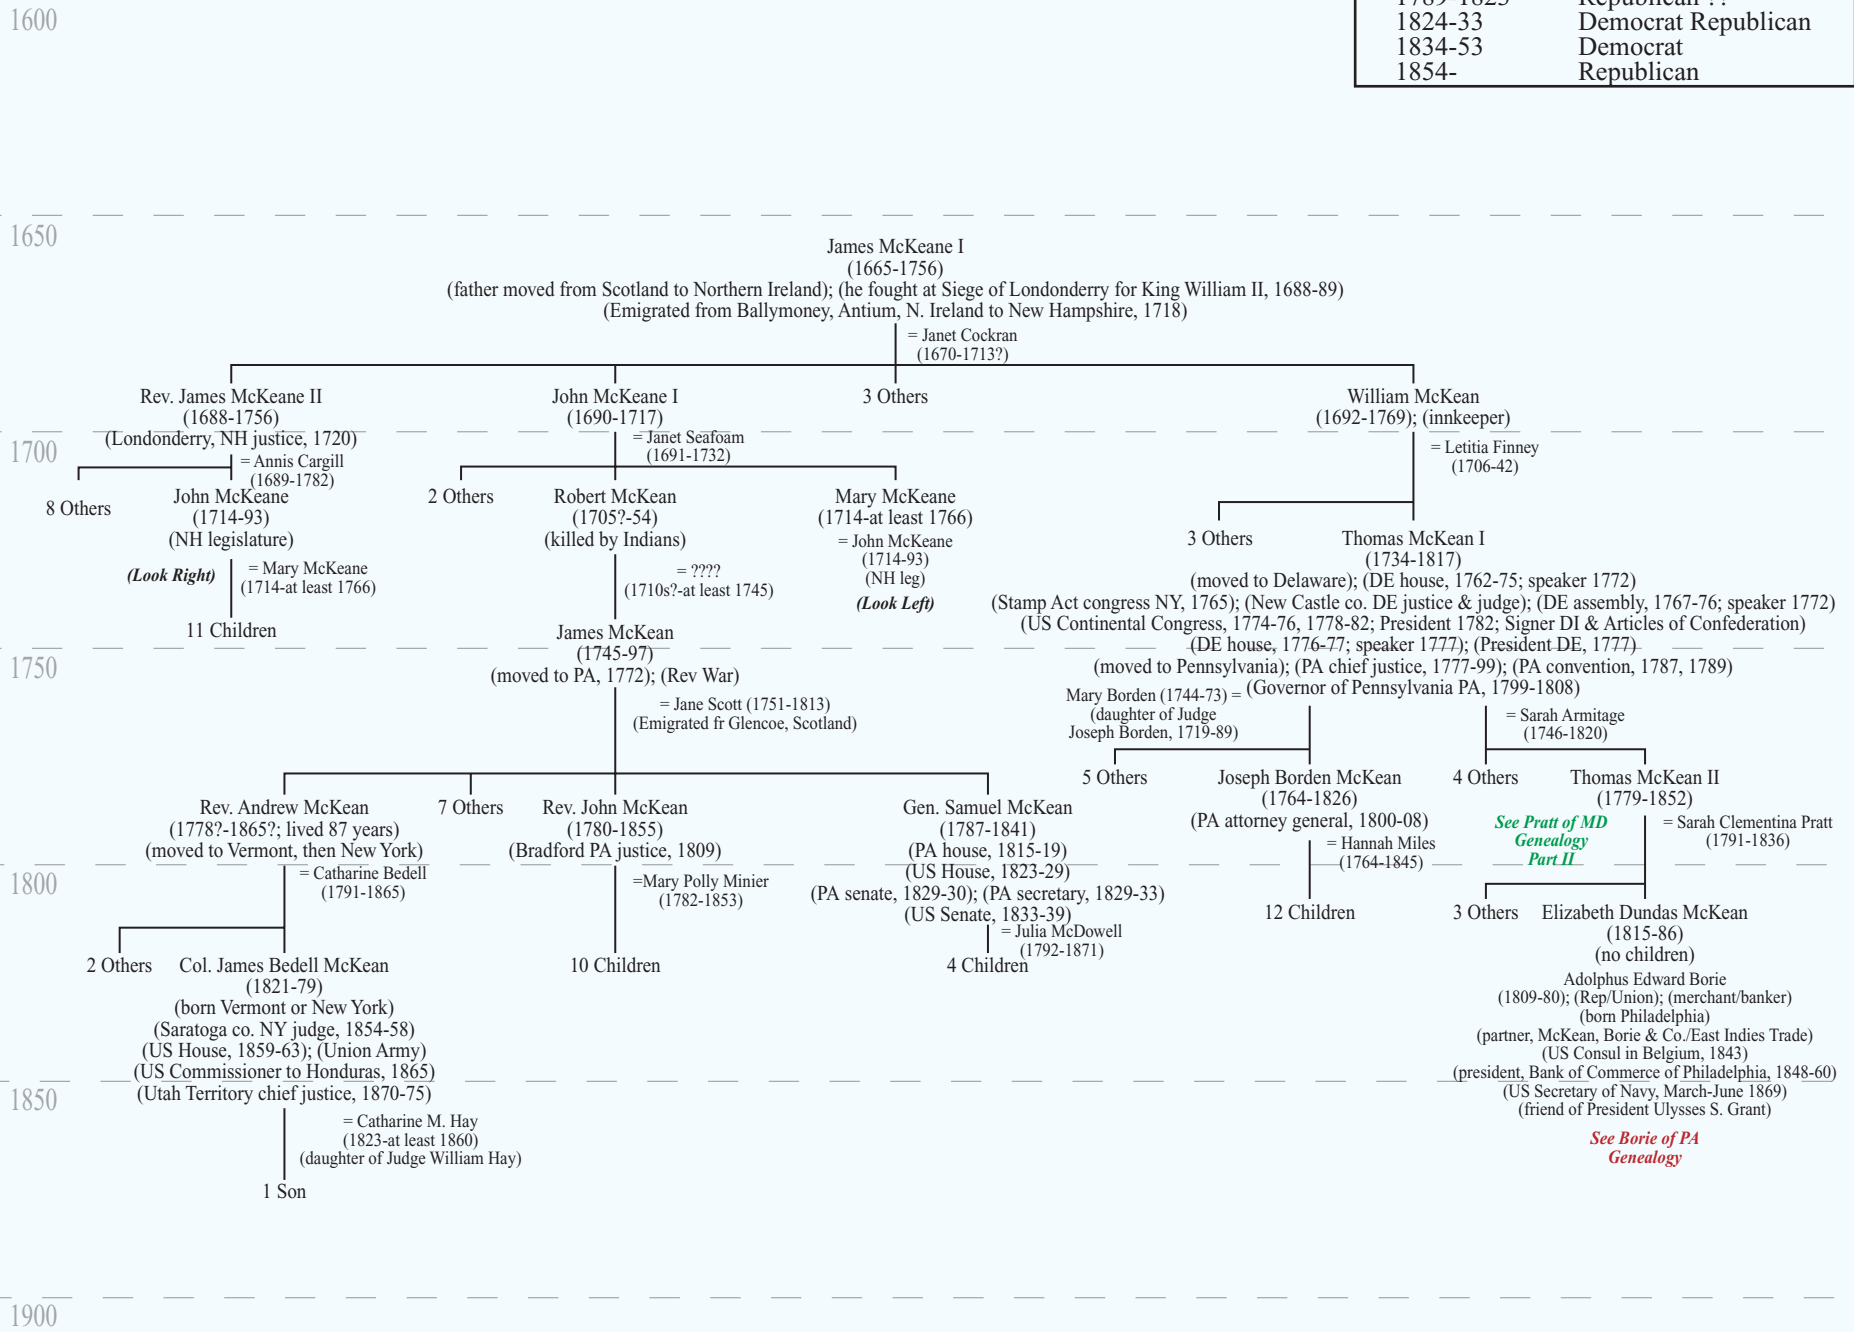 1600
Republican ??
1824-33 Democrat Republican
1834-53 Democrat
1854- Republican
1650
James McKeane I
(1665-1756)
(father moved from Scotland to Northern Ireland); (he fought at Siege of Londonderry for King William II, 1688-89)
(Emigrated from Ballymoney, Antium, N. Ireland to New Hampshire, 1718)
= Janet Cockran
(1670-1713?)
Rev. James McKeane II
(1688-1756)
(Londonderry, NH justice, 1720)
= Annis Cargill
(1689-1782)
John McKeane I
(1690-1717)
= Janet Seafoam
(1691-1732)
3 Others
William McKean
(1692-1769); (innkeeper)
= Letitia Finney
(1706-42)
1700
8 Others
John McKeane
(1714-93)
(NH legislature)
(Look Right)
= Mary McKeane
(1714-at least 1766)
11 Children
2 Others
Robert McKean
(1705?-54)
(killed by Indians)
= ????
(1710s?-at least 1745)
Mary McKeane
(1714-at least 1766)
= John McKeane
(1714-93)
(NH leg)
(Look Left)
3 Others
Thomas McKean I
(1734-1817)
(moved to Delaware); (DE house, 1762-75; speaker 1772)
(Stamp Act congress NY, 1765); (New Castle co. DE justice & judge); (DE assembly, 1767-76; speaker 1772)
(US Continental Congress, 1774-76, 1778-82; President 1782; Signer DI & Articles of Confederation)
(DE house, 1776-77; speaker 1777); (President DE, 1777)
(moved to Pennsylvania); (PA chief justice, 1777-99); (PA convention, 1787, 1789)
(Governor of Pennsylvania PA, 1799-1808)
Mary Borden (1744-73) =
(daughter of Judge
Joseph Borden, 1719-89)
= Sarah Armitage
(1746-1820)
James McKean
(1745-97)
(moved to PA, 1772); (Rev War)
= Jane Scott (1751-1813)
(Emigrated fr Glencoe, Scotland)
1750
Rev. Andrew McKean
(1778?-1865?; lived 87 years)
(moved to Vermont, then New York)
= Catharine Bedell
(1791-1865)
7 Others
Rev. John McKean
(1780-1855)
(Bradford PA justice, 1809)
=Mary Polly Minier
(1782-1853)
10 Children
Gen. Samuel McKean
(1787-1841)
(PA house, 1815-19)
(US House, 1823-29)
(PA senate, 1829-30); (PA secretary, 1829-33)
(US Senate, 1833-39)
= Julia McDowell
(1792-1871)
4 Children
5 Others
Joseph Borden McKean
(1764-1826)
(PA attorney general, 1800-08)
= Hannah Miles
(1764-1845)
12 Children
4 Others
Thomas McKean II
(1779-1852)
See Pratt of MD
Genealogy
Part II
= Sarah Clementina Pratt
(1791-1836)
1800
2 Others
Col. James Bedell McKean
(1821-79)
(born Vermont or New York)
(Saratoga co. NY judge, 1854-58)
(US House, 1859-63); (Union Army)
(US Commissioner to Honduras, 1865)
(Utah Territory chief justice, 1870-75)
= Catharine M. Hay
(1823-at least 1860)
(daughter of Judge William Hay)
1 Son
3 Others
Elizabeth Dundas McKean
(1815-86)
(no children)
Adolphus Edward Borie
(1809-80); (Rep/Union); (merchant/banker)
(born Philadelphia)
(partner, McKean, Borie & Co./East Indies Trade)
(US Consul in Belgium, 1843)
(president, Bank of Commerce of Philadelphia, 1848-60)
(US Secretary of Navy, March-June 1869)
(friend of President Ulysses S. Grant)
See Borie of PA
Genealogy
1850
1900